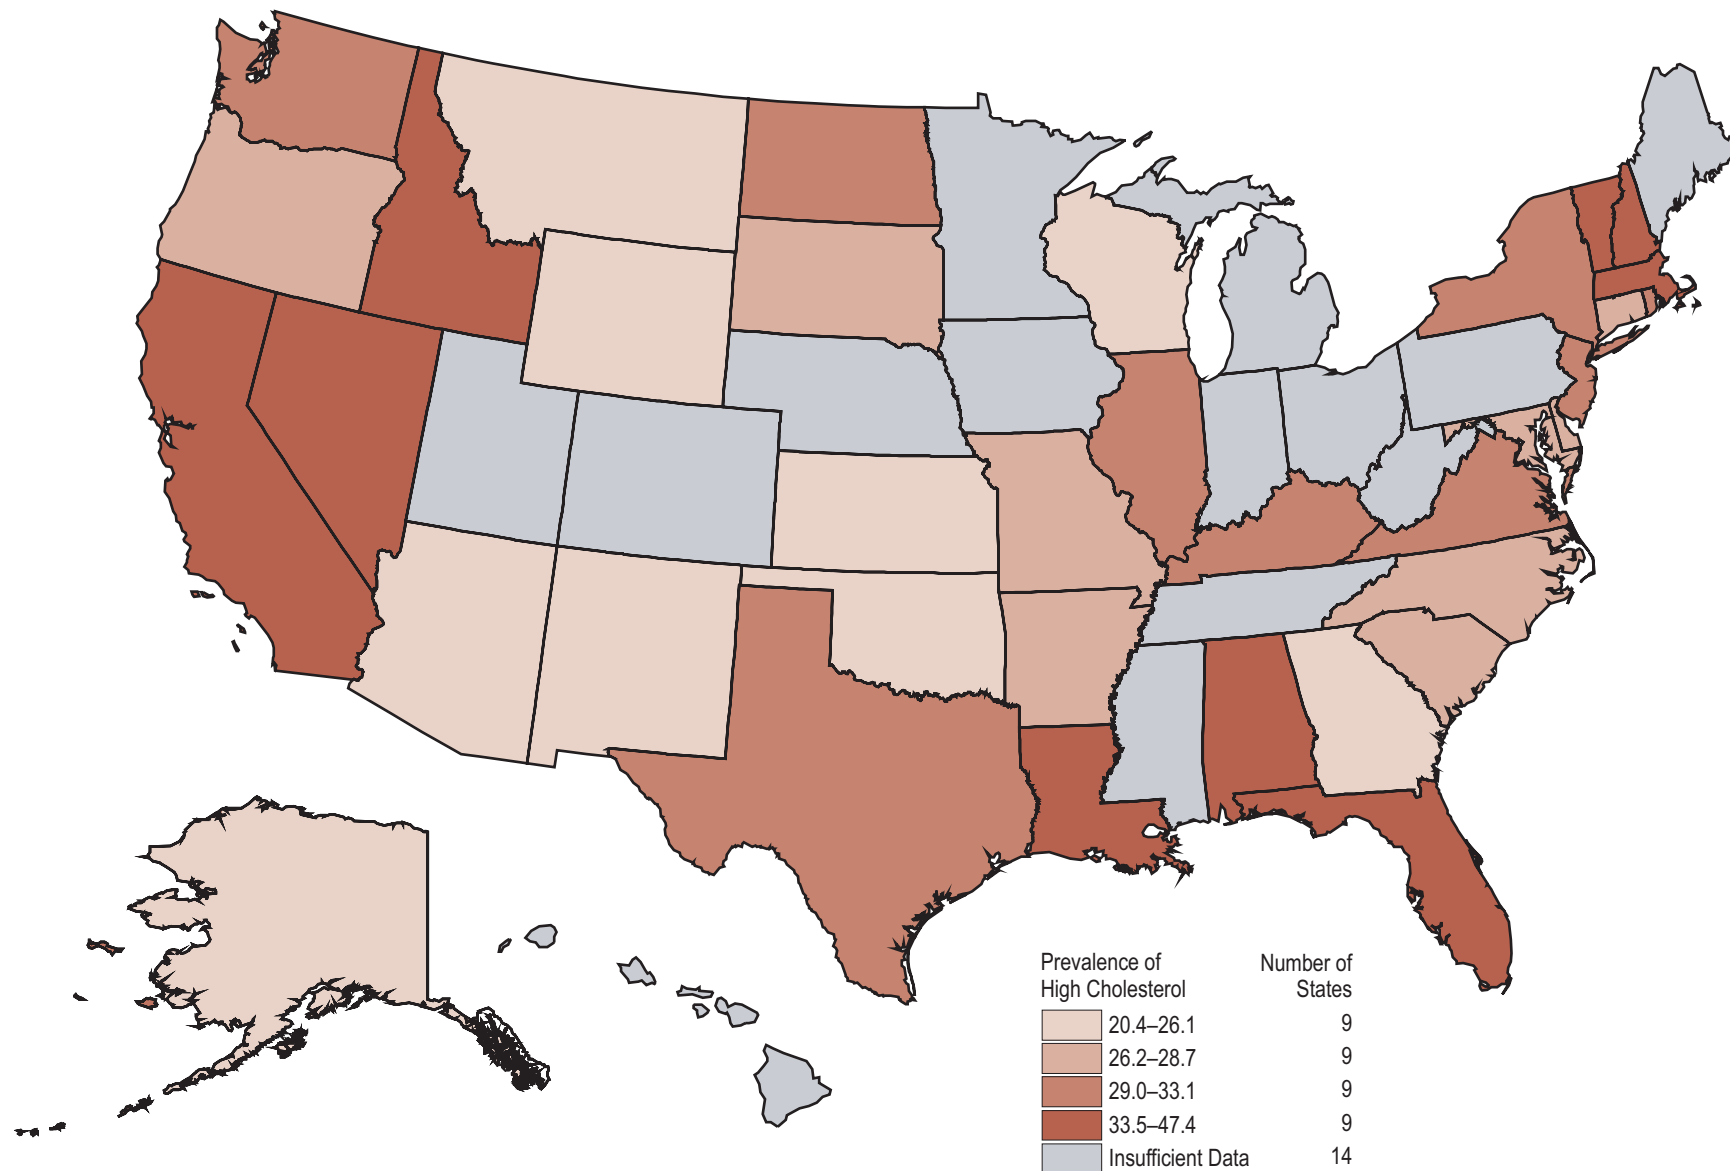 Prevalence of Number of
High Cholesterol States
20.4–26.1 9
26.2–28.7 9
29.0–33.1 9
33.5–47.4 9
Insufficient Data 14